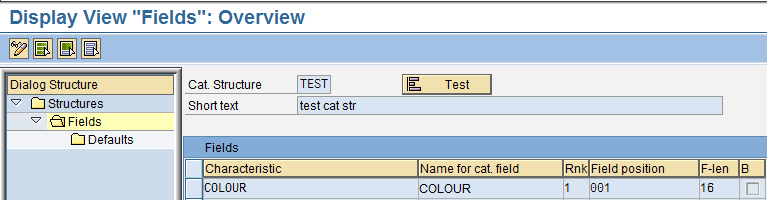 Display View "Fields": Overview
Dialog Structure
Structures
Fields
Defaults
Cat. Structure TEST Test
Short text test cat str
Fields
Characteristic Name for cat. field Rnk Field position F-len B
COLOUR COLOUR 1 001 16